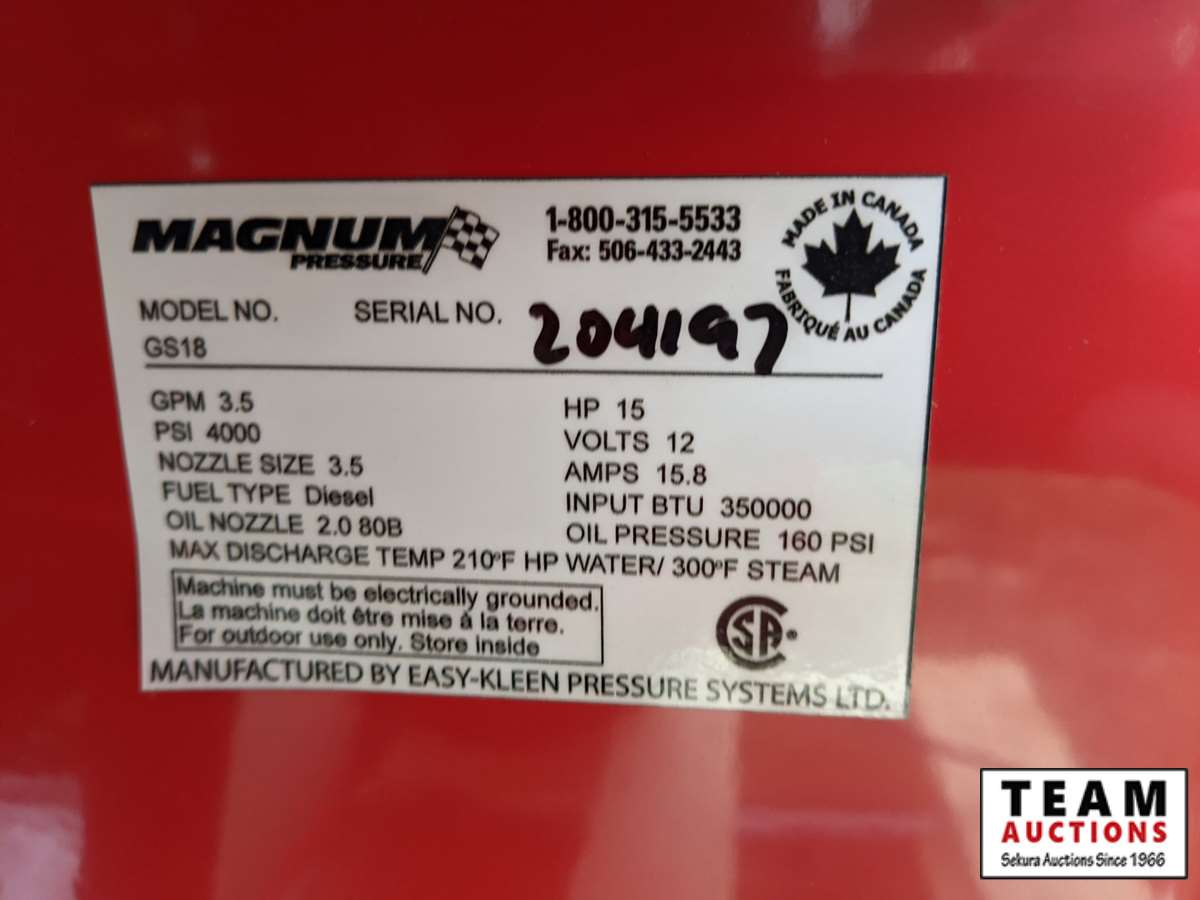 MAGNUM
PRESSURE
1-800-315-5533
Fax: 506-433-2443
MADE IN CANADA
FABRIQUÉ AU CANADA
MODEL NO.
GS18
SERIAL NO. 204197
GPM 3.5
PSI 4000
NOZZLE SIZE 3.5
FUEL TYPE Diesel
OIL NOZZLE 2.0 80B
HP 15
VOLTS 12
AMPS 15.8
INPUT BTU 350000
OIL PRESSURE 160 PSI
MAX DISCHARGE TEMP 210°F HP WATER/ 300°F STEAM
Machine must be electrically grounded.
La machine doit être mise à la terre.
For outdoor use only. Store inside
CSA®
MANUFACTURED BY EASY-KLEEN PRESSURE SYSTEMS LTD.
TEAM
AUCTIONS
Sekura Auctions Since 1966